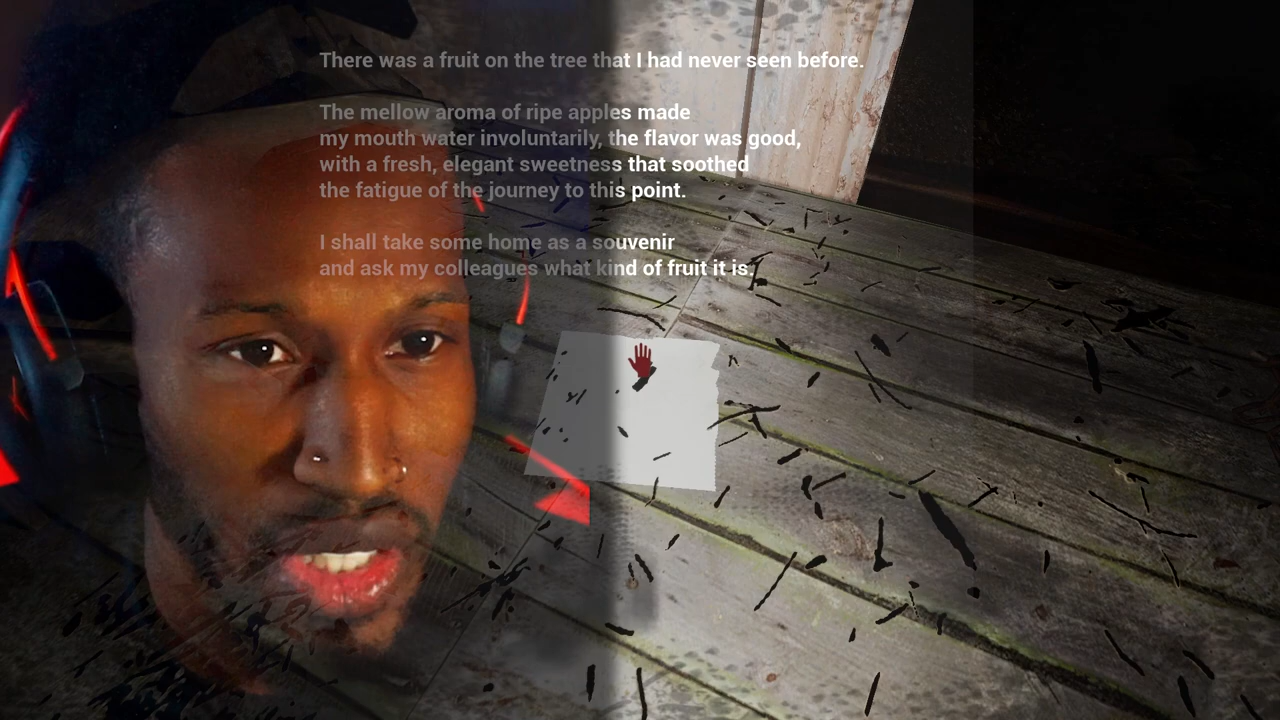 There was a fruit on the tree that I had never seen before.
The mellow aroma of ripe apples made
my mouth water involuntarily, the flavor was good,
with a fresh, elegant sweetness that soothed
the fatigue of the journey to this point.
I shall take some home as a souvenir
and ask my colleagues what kind of fruit it is.